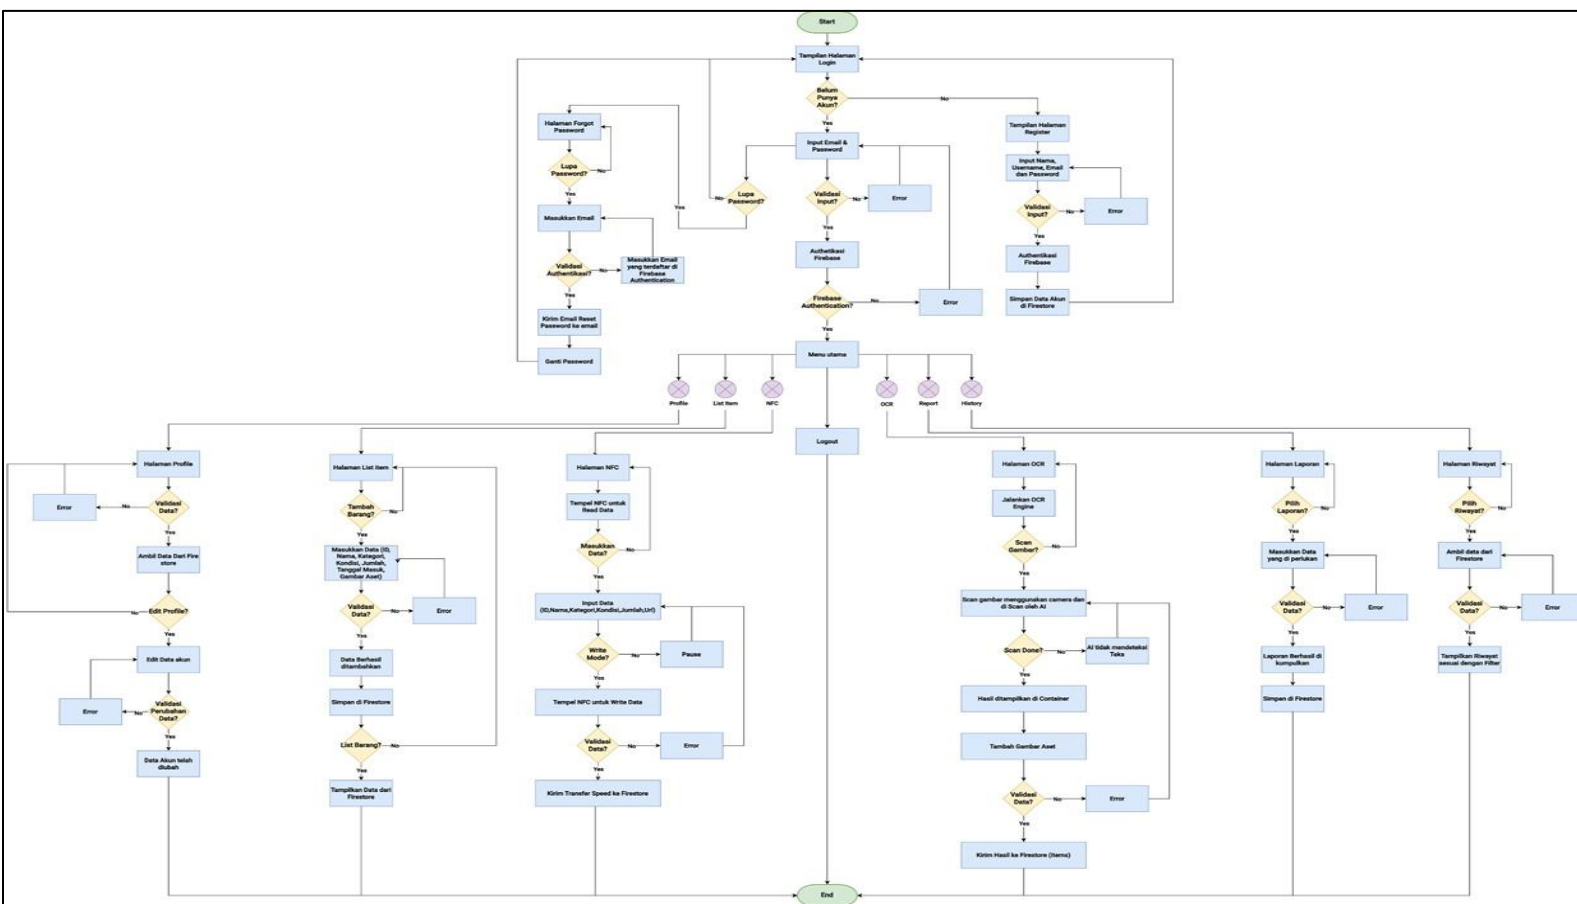 Start
Tampilan Halaman
Login
Belum
Punya
Akun?
No
Yes
Halaman Forgot
Password
Lupa
Password?
No
Yes
Masukkan Email
Validasi
Authentikasi?
No
Masukkan Email
yang terdaftar di
Firebase
Authentication
Yes
Kirim Email Reset
Password ke email
Ganti Password
Input Email &
Password
Lupa
Password?
No
Yes
Validasi
Input?
No
Error
Yes
Authetikasi
Firebase
Firebase
Authentication?
No
Error
Yes
Tampilan Halaman
Register
Input Nama,
Username, Email
dan Password
Validasi
Input?
No
Error
Yes
Authentikasi
Firebase
Simpan Data Akun
di Firestore
Menu utama
Profile
List Item
NFC
OCR
Report
History
Logout
Halaman Profile
Validasi
Data?
No
Error
Yes
Ambil Data Dari Fire
store
Edit Profile?
No
Yes
Edit Data akun
Validasi
Perubahan
Data?
No
Error
Yes
Data Akun telah
diubah
Halaman List Item
Tambah
Barang?
No
Yes
Masukkan Data (ID,
Nama, Kategori,
Kondisi, Jumlah,
Tanggal Masuk,
Gambar Aset)
Validasi
Data?
No
Error
Yes
Data Berhasil
ditambahkan
Simpan di Firestore
List Barang?
No
Yes
Tampilkan Data dari
Firestore
Halaman NFC
Tempel NFC untuk
Read Data
Masukkan
Data?
No
Yes
Input Data
(ID,Nama,Kategori,Kondisi,Jumlah,Url)
Write
Mode?
No
Pause
Yes
Tempel NFC untuk Write Data
Validasi
Data?
No
Error
Yes
Kirim Transfer Speed ke Firestore
Halaman OCR
Jalankan OCR
Engine
Scan
Gambar?
No
Yes
Scan gambar menggunakan camera dan
di Scan oleh AI
Scan Done?
No
AI tidak mendeteksi
Teks
Yes
Hasil ditampilkan di Container
Tambah Gambar Aset
Validasi
Data?
No
Error
Yes
Kirim Hasil ke Firestore (Items)
Halaman Laporan
Pilih
Laporan?
No
Yes
Masukkan Data
yang di perlukan
Validasi
Data?
No
Error
Yes
Laporan Berhasil di
kumpulkan
Simpan di Firestore
Halaman Riwayat
Pilih
Riwayat?
No
Yes
Ambil data dari
Firestore
Validasi
Data?
No
Error
Yes
Tampilkan Riwayat
sesuai dengan Filter
End